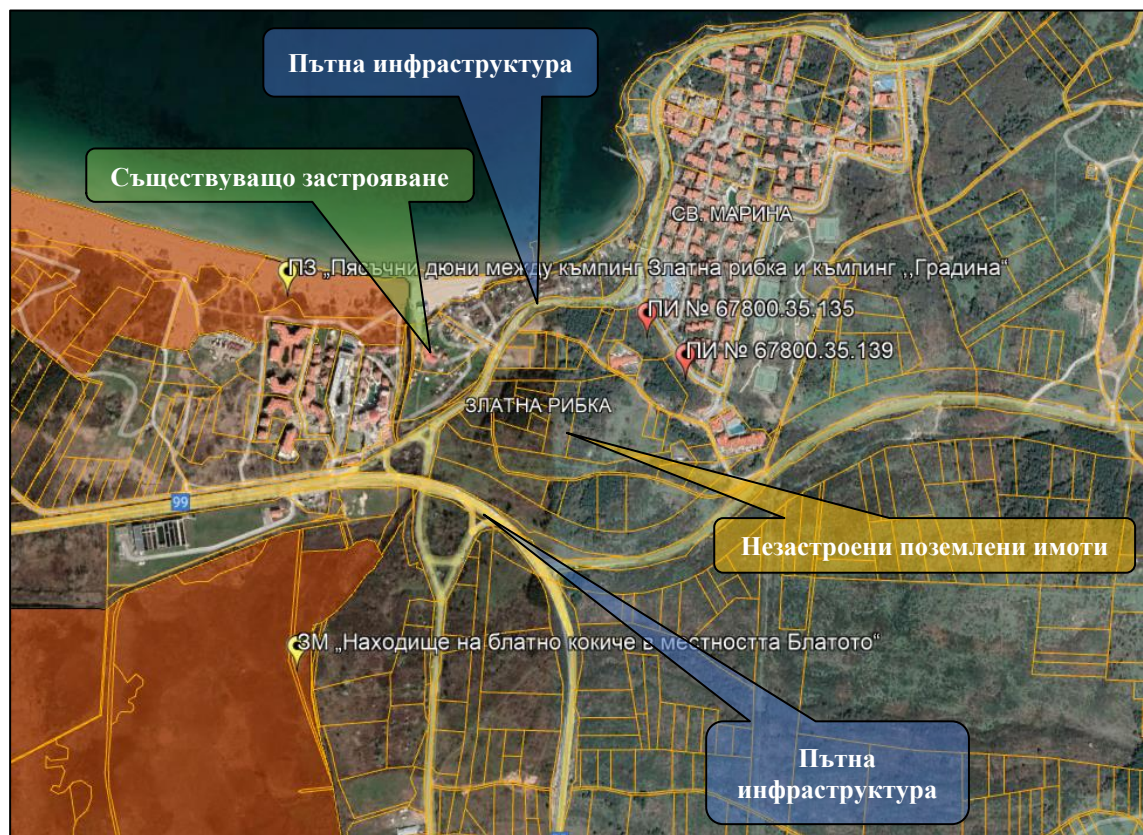 Пътна инфраструктура
Съществуващо застрояване
СВ. МАРИНА
ПЗ „Пясъчни дюни между къмпинг Златна рибка и къмпинг ,,Градина“
ПИ № 67800.35.135
ПИ № 67800.35.139
ЗЛАТНА РИБКА
99
Незастроени поземлени имоти
ЗМ „Находище на блатно кокиче в местността Блатото“
Пътна
инфраструктура